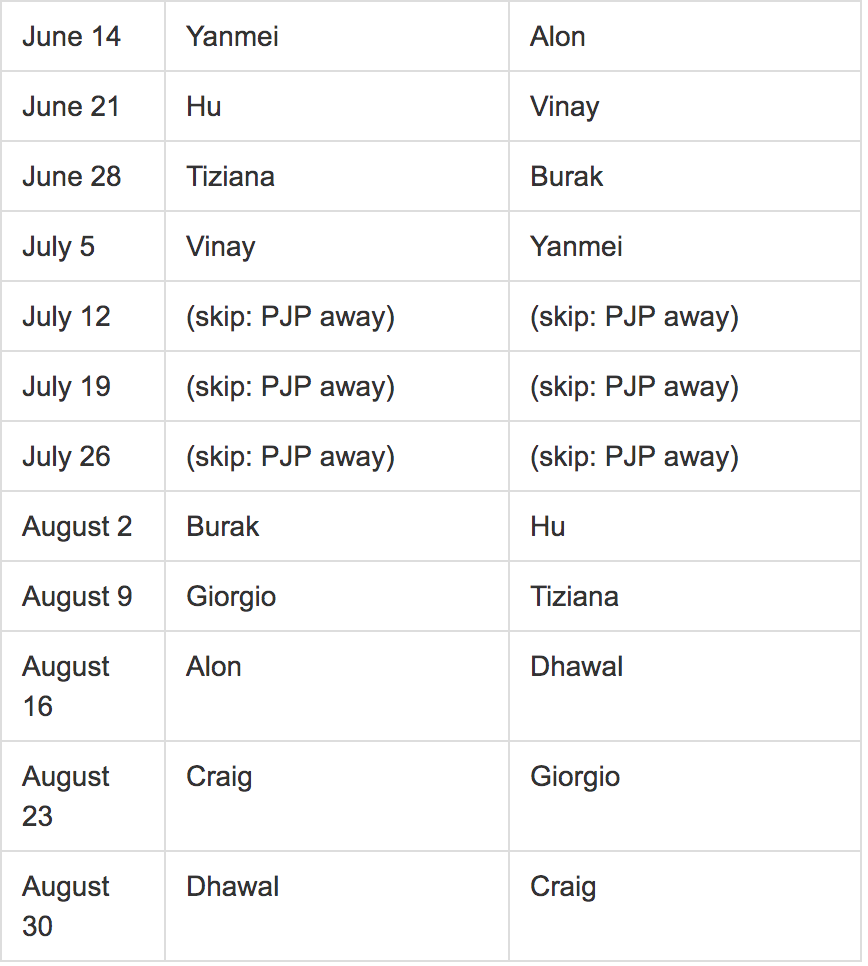 June 14 Yanmei Alon
June 21 Hu Vinay
June 28 Tiziana Burak
July 5 Vinay Yanmei
July 12 (skip: PJP away) (skip: PJP away)
July 19 (skip: PJP away) (skip: PJP away)
July 26 (skip: PJP away) (skip: PJP away)
August 2 Burak Hu
August 9 Giorgio Tiziana
August Alon Dhawal
16
August Craig Giorgio
23
August Dhawal Craig
30